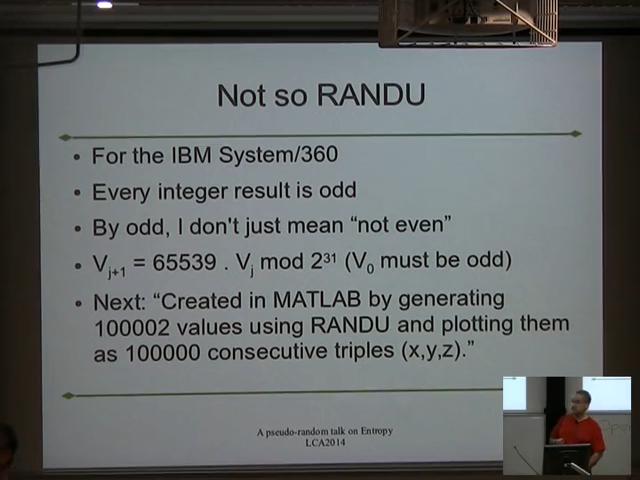 Not so RANDU
• For the IBM System/360
• Every integer result is odd
• By odd, I don't just mean “not even”
• Vj+1 = 65539 . Vj mod 2³¹ (V0 must be odd)
• Next: “Created in MATLAB by generating
100002 values using RANDU and plotting them
as 100000 consecutive triples (x,y,z).”
A pseudo-random talk on Entropy
LCA2014